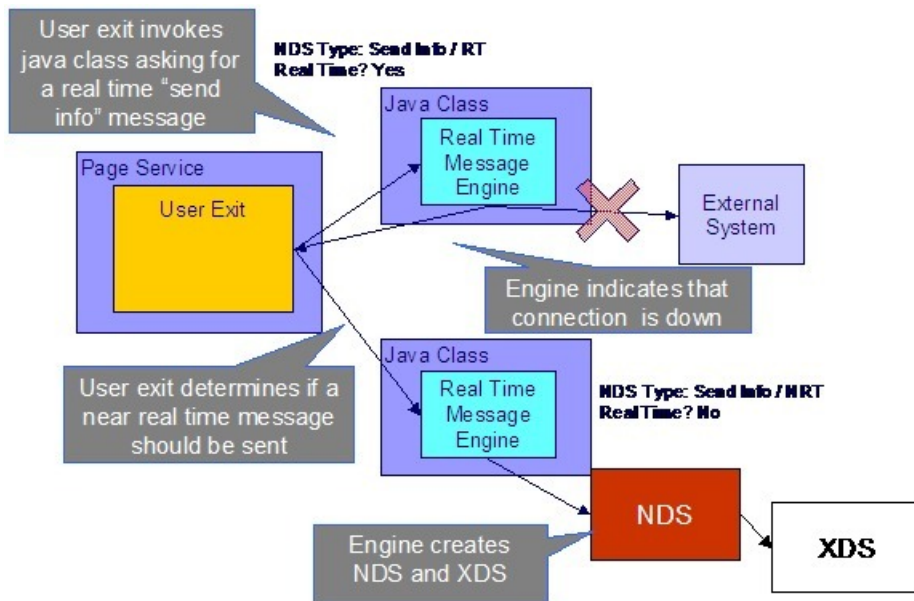 User exit invokes
java class asking for
a real time “send
info” message
NDS Type: Send Info / RT
Real Time? Yes
Java Class
Real Time
Message
Engine
Page Service
User Exit
External
System
Engine indicates that
connection is down
User exit determines if a
near real time message
should be sent
Java Class
Real Time
Message
Engine
NDS Type: Send Info / NRT
Real Time? No
NDS
XDS
Engine creates
NDS and XDS